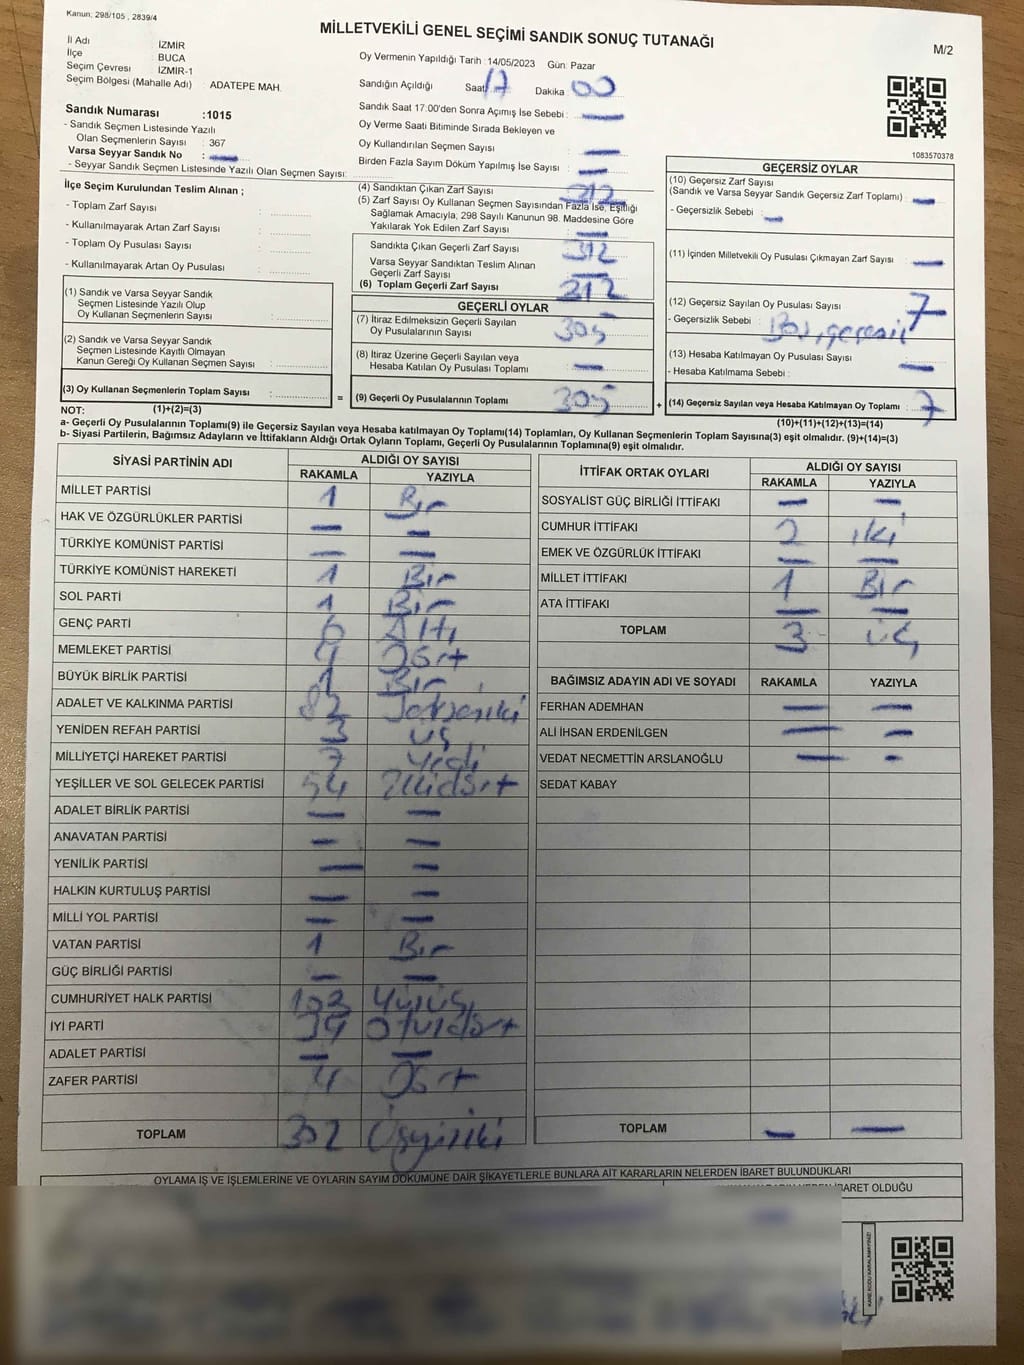 Kanun: 298/105 , 2839/4
MİLLETVEKİLİ GENEL SEÇİMİ SANDIK SONUÇ TUTANAĞI
M/2
İl Adı İZMİR
İlçe BUCA
Seçim Çevresi İZMİR-1
Seçim Bölgesi (Mahalle Adı) : ADATEPE MAH.
Sandık Numarası :1015
- Sandık Seçmen Listesinde Yazılı
Olan Seçmenlerin Sayısı : 367
Varsa Seyyar Sandık No : —
- Seyyar Sandık Seçmen Listesinde Yazılı Olan Seçmen Sayısı:
Oy Vermenin Yapıldığı Tarih :14/05/2023 Gün: Pazar
Sandığın Açıldığı Saat 17 Dakika 00
Sandık Saat 17:00'den Sonra Açımış İse Sebebi : —
Oy Verme Saati Bitiminde Sırada Bekleyen ve
Oy Kullandırılan Seçmen Sayısı : —
Birden Fazla Sayım Döküm Yapılmış İse Sayısı : —
1083570378
İlçe Seçim Kurulundan Teslim Alınan ;
- Toplam Zarf Sayısı :
- Kullanılmayarak Artan Zarf Sayısı :
- Toplam Oy Pusulası Sayısı :
- Kullanılmayarak Artan Oy Pusulası :
(1) Sandık ve Varsa Seyyar Sandık
Seçmen Listesinde Yazılı Olup
Oy Kullanan Seçmenlerin Sayısı :
(2) Sandık ve Varsa Seyyar Sandık
Seçmen Listesinde Kayıtlı Olmayan
Kanun Gereği Oy Kullanan Seçmen Sayısı :
(3) Oy Kullanan Seçmenlerin Toplam Sayısı :
(4) Sandıktan Çıkan Zarf Sayısı 312
(5) Zarf Sayısı Oy Kullanan Seçmen Sayısından Fazla İse, Eşitliği
Sağlamak Amacıyla; 298 Sayılı Kanunun 98. Maddesine Göre
Yakılarak Yok Edilen Zarf Sayısı : —
Sandıkta Çıkan Geçerli Zarf Sayısı : 312
Varsa Seyyar Sandıktan Teslim Alınan
Geçerli Zarf Sayısı : —
(6) Toplam Geçerli Zarf Sayısı : 312
GEÇERLİ OYLAR
(7) İtiraz Edilmeksizin Geçerli Sayılan
Oy Pusulalarının Sayısı : 305
(8) İtiraz Üzerine Geçerli Sayılan veya
Hesaba Katılan Oy Pusulası Toplamı : —
= (9) Geçerli Oy Pusulalarının Toplamı : 305 +
GEÇERSİZ OYLAR
(10) Geçersiz Zarf Sayısı
(Sandık ve Varsa Seyyar Sandık Geçersiz Zarf Toplamı) : —
- Geçersizlik Sebebi : —
(11) İçinden Milletvekili Oy Pusulası Çıkmayan Zarf Sayısı : —
(12) Geçersiz Sayılan Oy Pusulası Sayısı : 7
- Geçersizlik Sebebi :
(13) Hesaba Katılmayan Oy Pusulası Sayısı : —
- Hesaba Katılmama Sebebi :
(14) Geçersiz Sayılan veya Hesaba Katılmayan Oy Toplamı : 7
NOT: (1)+(2)=(3) (10)+(11)+(12)+(13)=(14)
a- Geçerli Oy Pusulalarının Toplamı(9) ile Geçersiz Sayılan veya Hesaba katılmayan Oy Toplamı(14) Toplamları, Oy Kullanan Seçmenlerin Toplam Sayısına(3) eşit olmalıdır. (9)+(14)=(3)
b- Siyasi Partilerin, Bağımsız Adayların ve İttifakların Aldığı Ortak Oyların Toplamı, Geçerli Oy Pusulalarının Toplamına(9) eşit olmalıdır.
SİYASİ PARTİNİN ADI ALDIĞI OY SAYISI
RAKAMLA YAZIYLA
MİLLET PARTİSİ 1 Bir
HAK VE ÖZGÜRLÜKLER PARTİSİ — —
TÜRKİYE KOMÜNİST PARTİSİ — —
TÜRKİYE KOMÜNİST HAREKETİ 1 Bir
SOL PARTİ 1 Bir
GENÇ PARTİ 6 Altı
MEMLEKET PARTİSİ 4 Dört
BÜYÜK BİRLİK PARTİSİ 1 Bir
ADALET VE KALKINMA PARTİSİ 82
YENİDEN REFAH PARTİSİ 3 üç
MİLLİYETÇİ HAREKET PARTİSİ 7 Yedi
YEŞİLLER VE SOL GELECEK PARTİSİ 54 Ellidört
ADALET BİRLİK PARTİSİ — —
ANAVATAN PARTİSİ — —
YENİLİK PARTİSİ — —
HALKIN KURTULUŞ PARTİSİ — —
MİLLİ YOL PARTİSİ — —
VATAN PARTİSİ 1 Bir
GÜÇ BİRLİĞİ PARTİSİ — —
CUMHURİYET HALK PARTİSİ 103 Yüzüç
İYİ PARTİ 34 Otuzdört
ADALET PARTİSİ — —
ZAFER PARTİSİ 4 Dört
TOPLAM 302 Üçyüziki
İTTİFAK ORTAK OYLARI ALDIĞI OY SAYISI
RAKAMLA YAZIYLA
SOSYALİST GÜÇ BİRLİĞİ İTTİFAKI — —
CUMHUR İTTİFAKI 2 iki
EMEK VE ÖZGÜRLÜK İTTİFAKI — —
MİLLET İTTİFAKI 1 Bir
ATA İTTİFAKI — —
TOPLAM 3 üç
BAĞIMSIZ ADAYIN ADI VE SOYADI RAKAMLA YAZIYLA
FERHAN ADEMHAN — —
ALİ İHSAN ERDENİLGEN — —
VEDAT NECMETTİN ARSLANOĞLU — —
SEDAT KABAY
TOPLAM — —
OYLAMA İŞ VE İŞLEMLERİNE VE OYLARIN SAYIM DÖKÜMÜNE DAİR ŞİKAYETLERLE BUNLARA AİT KARARLARIN NELERDEN İBARET BULUNDUKLARI
İBARET OLDUĞU
KARE KODU KARALAMAYINIZ!